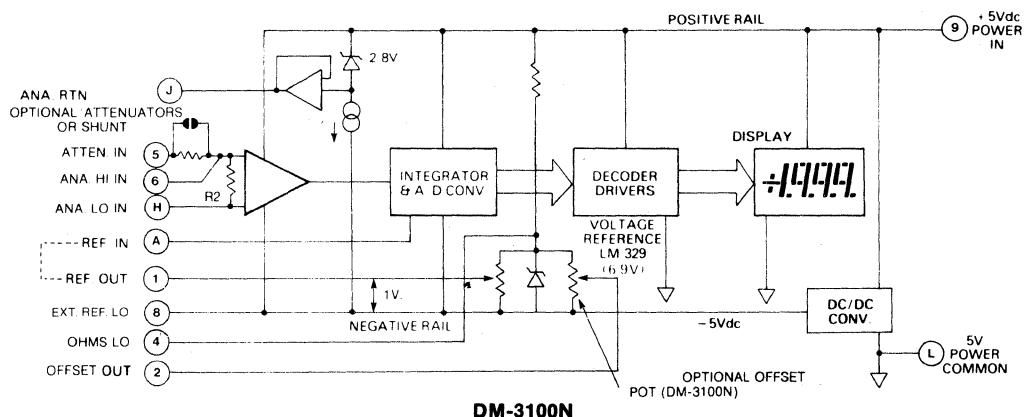 POSITIVE RAIL
9
+5Vdc
POWER
IN
2.8V
ANA. RTN
J
OPTIONAL ATTENUATORS
OR SHUNT
ATTEN. IN
5
ANA. HI IN
6
R2
ANA. LO IN
H
INTEGRATOR
& A D CONV
DECODER
DRIVERS
DISPLAY
+1999
REF. IN
A
REF. OUT
1
1V.
VOLTAGE
REFERENCE
LM 329
(6.9V)
EXT. REF. LO
8
NEGATIVE RAIL
-5Vdc
DC/DC
CONV.
OHMS LO
4
L
5V
POWER
COMMON
OFFSET OUT
2
OPTIONAL OFFSET
POT (DM-3100N)
DM-3100N